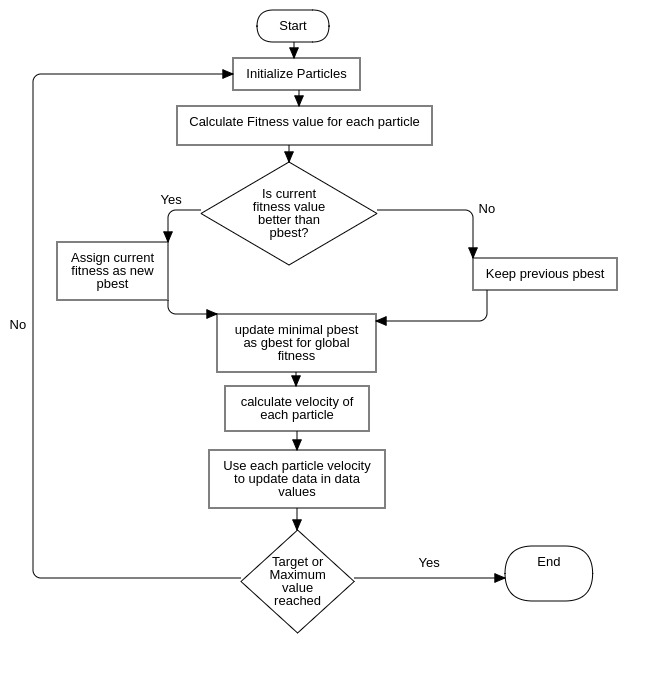 Start
Initialize Particles
Calculate Fitness value for each particle
Is current
fitness value
better than
pbest?
Yes
No
Assign current
fitness as new
pbest
Keep previous pbest
No
update minimal pbest
as gbest for global
fitness
calculate velocity of
each particle
Use each particle velocity
to update data in data
values
Target or
Maximum
value
reached
Yes
End